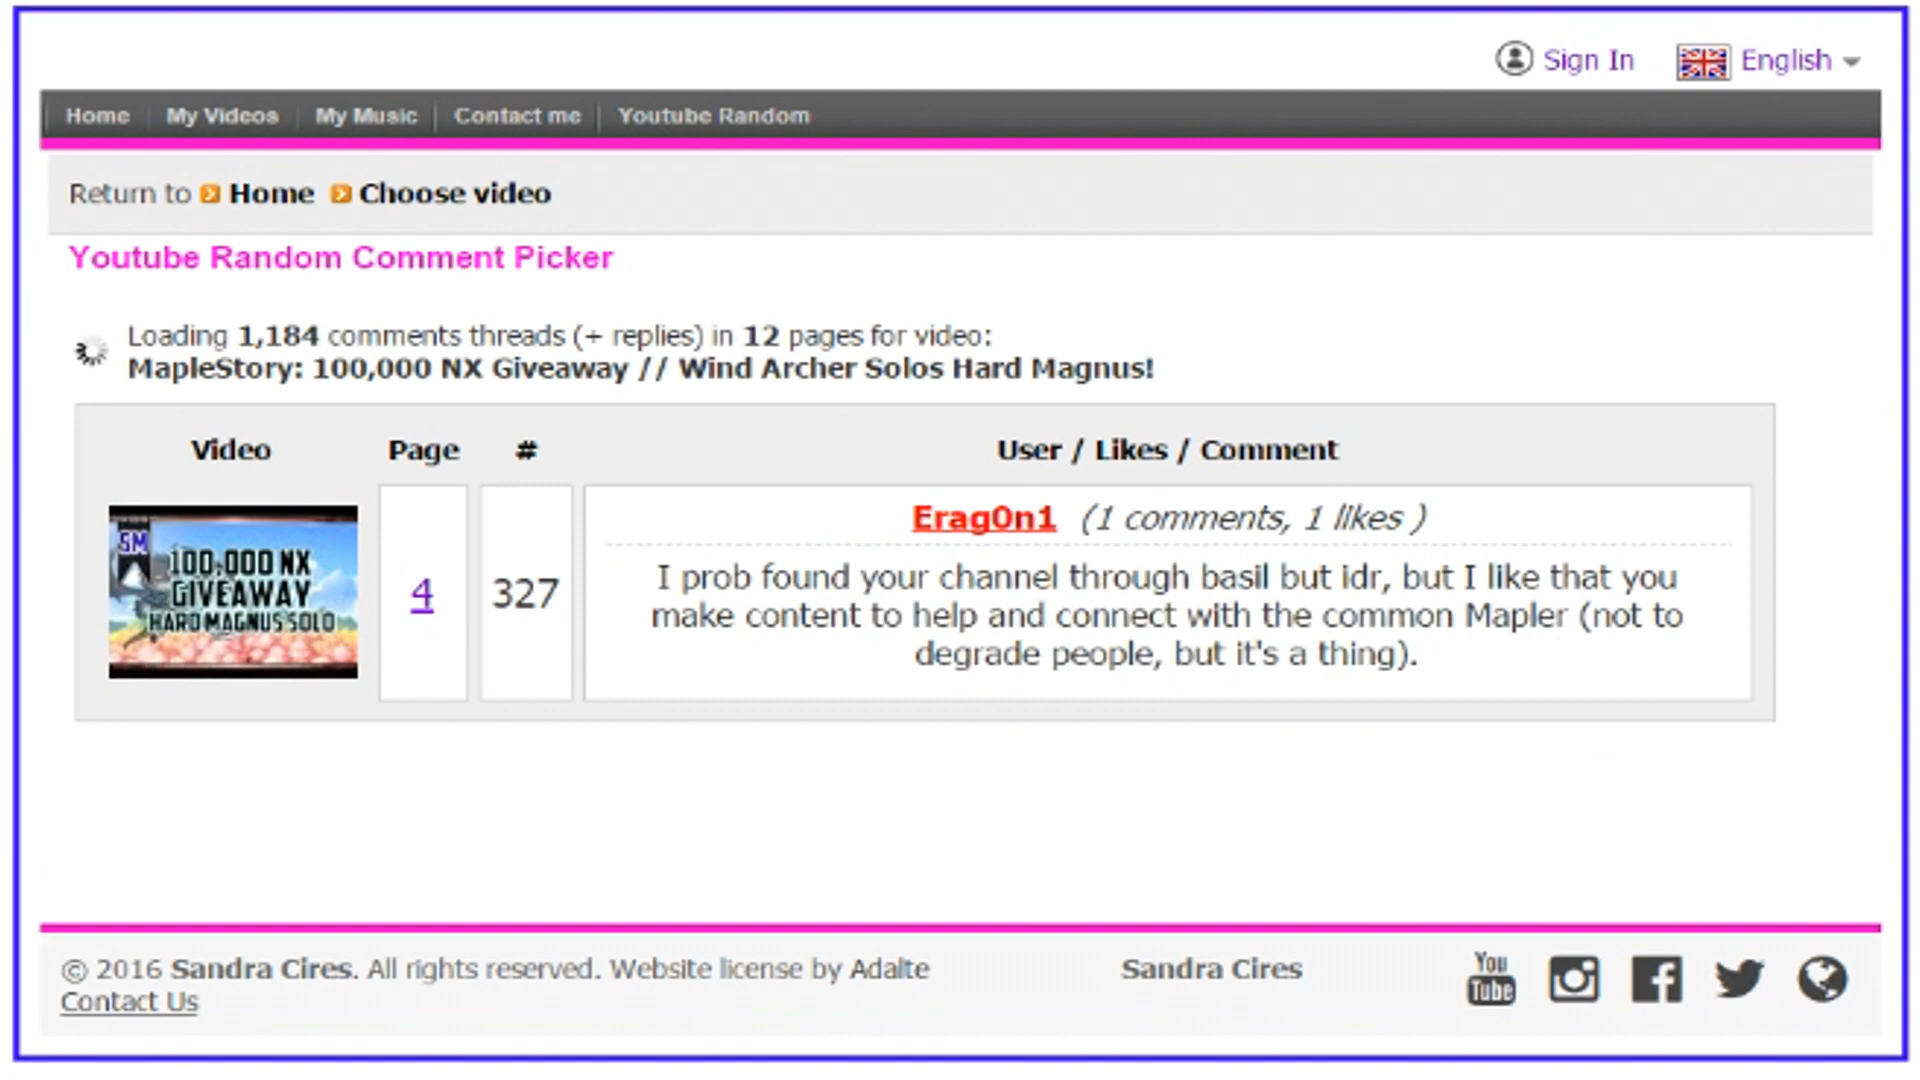 Sign In English
Home My Videos My Music Contact me Youtube Random
Return to Home Choose video
Youtube Random Comment Picker
Loading 1,184 comments threads (+ replies) in 12 pages for video:
MapleStory: 100,000 NX Giveaway // Wind Archer Solos Hard Magnus!
Video Page # User / Likes / Comment
SM
100,000 NX
GIVEAWAY
HARD MAGNUS SOLO
4
327
Erag0n1 (1 comments, 1 likes )
I prob found your channel through basil but idr, but I like that you
make content to help and connect with the common Mapler (not to
degrade people, but it's a thing).
© 2016 Sandra Cires. All rights reserved. Website license by Adalte
Contact Us
Sandra Cires
You
Tube